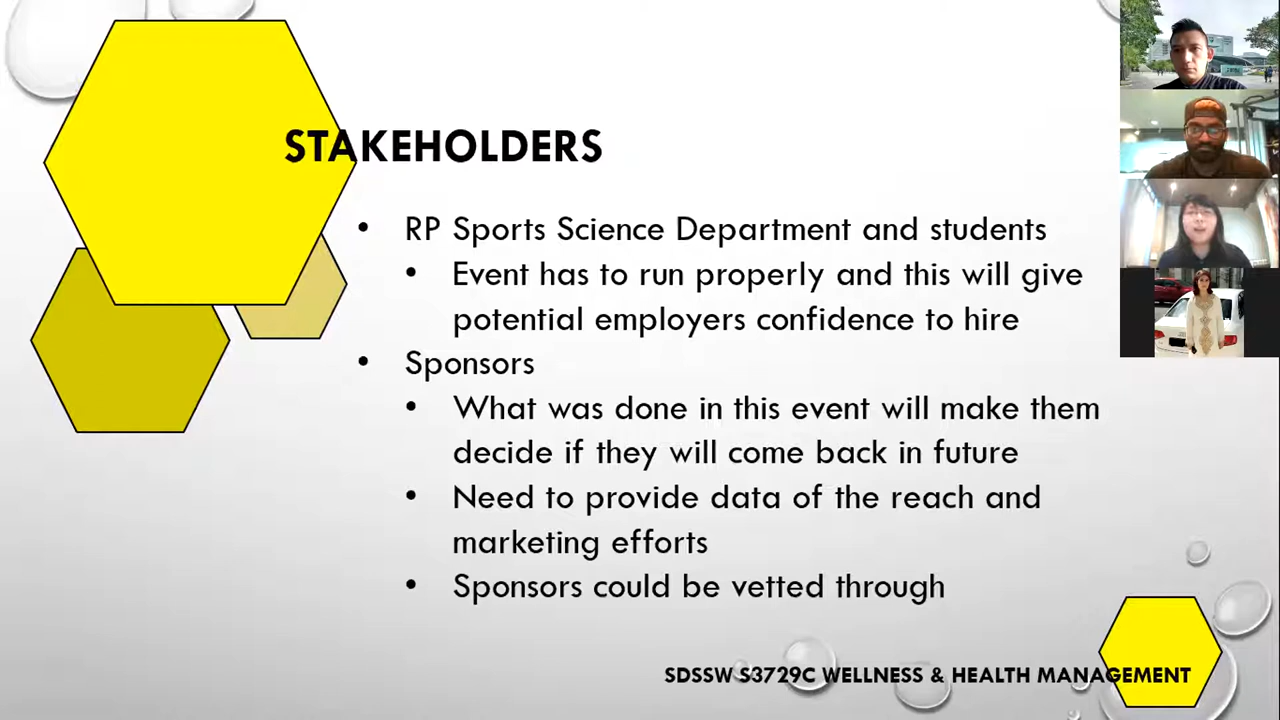 STAKEHOLDERS
• RP Sports Science Department and students
• Event has to run properly and this will give
potential employers confidence to hire
• Sponsors
• What was done in this event will make them
decide if they will come back in future
• Need to provide data of the reach and
marketing efforts
• Sponsors could be vetted through
SDSSW S3729C WELLNESS & HEALTH MANAGEMENT